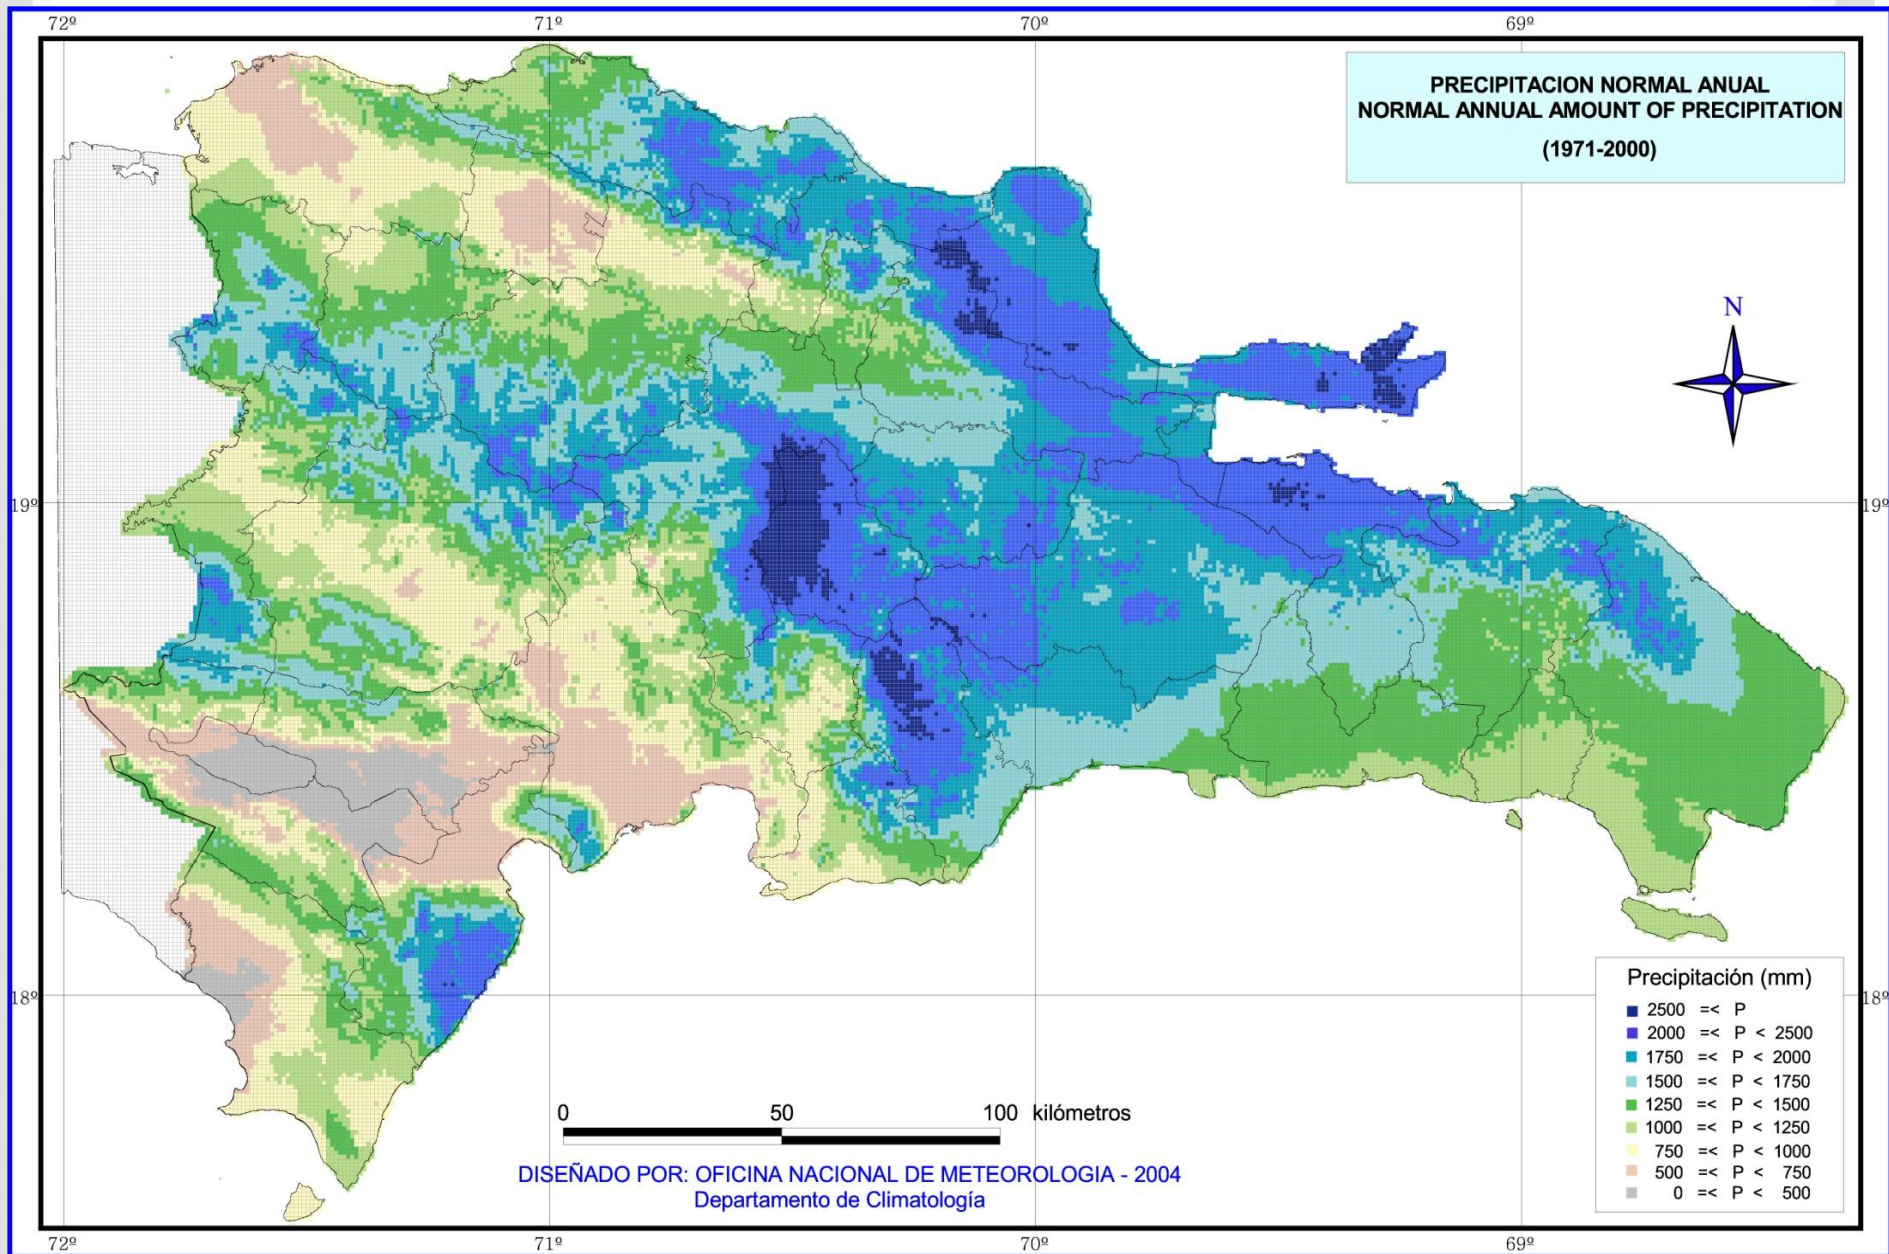 72º 71º 70º 69º
PRECIPITACION NORMAL ANUAL
NORMAL ANNUAL AMOUNT OF PRECIPITATION
(1971-2000)
N
19º 19º
Precipitación (mm)
2500 =< P
2000 =< P < 2500
1750 =< P < 2000
1500 =< P < 1750
1250 =< P < 1500
1000 =< P < 1250
750 =< P < 1000
500 =< P < 750
0 =< P < 500
18º 18º
0 50 100 kilómetros
DISEÑADO POR: OFICINA NACIONAL DE METEOROLOGIA - 2004
Departamento de Climatología
72º 71º 70º 69º